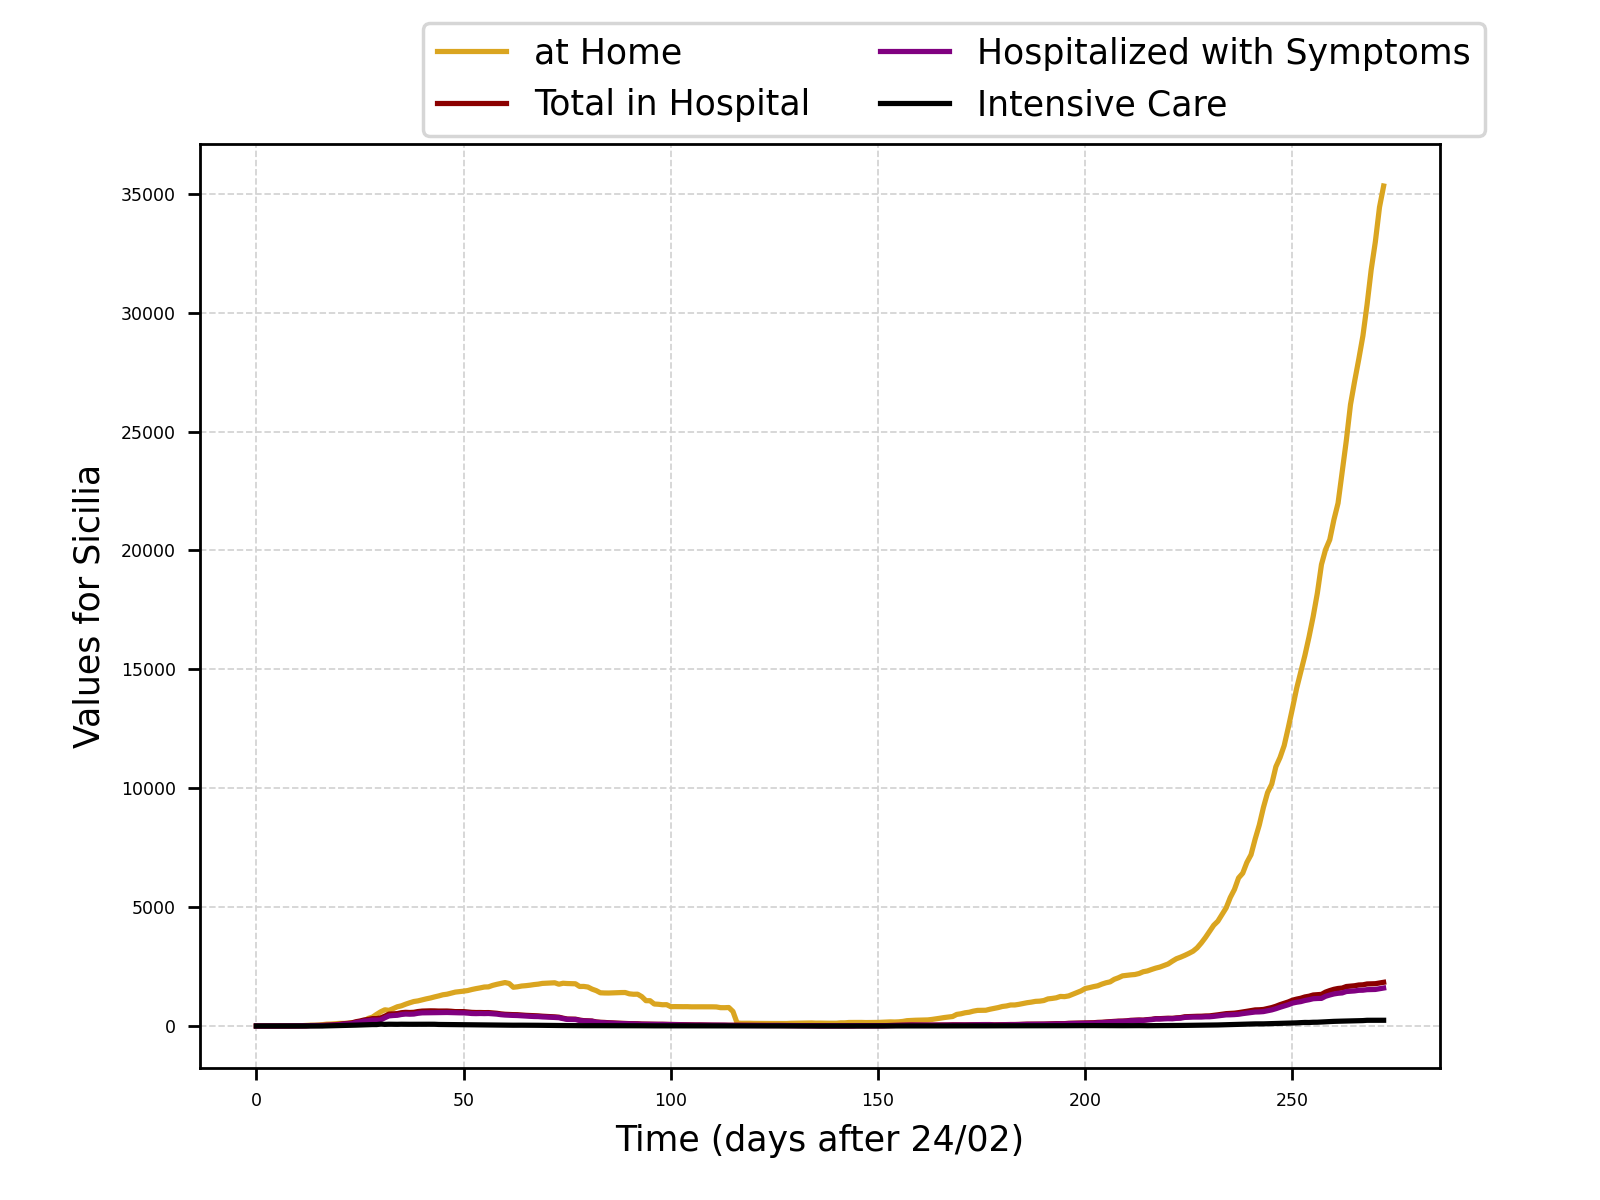 at Home
Hospitalized with Symptoms
Total in Hospital
Intensive Care
35000
30000
25000
20000
15000
10000
5000
0
Values for Sicilia
0 50 100 150 200 250
Time (days after 24/02)